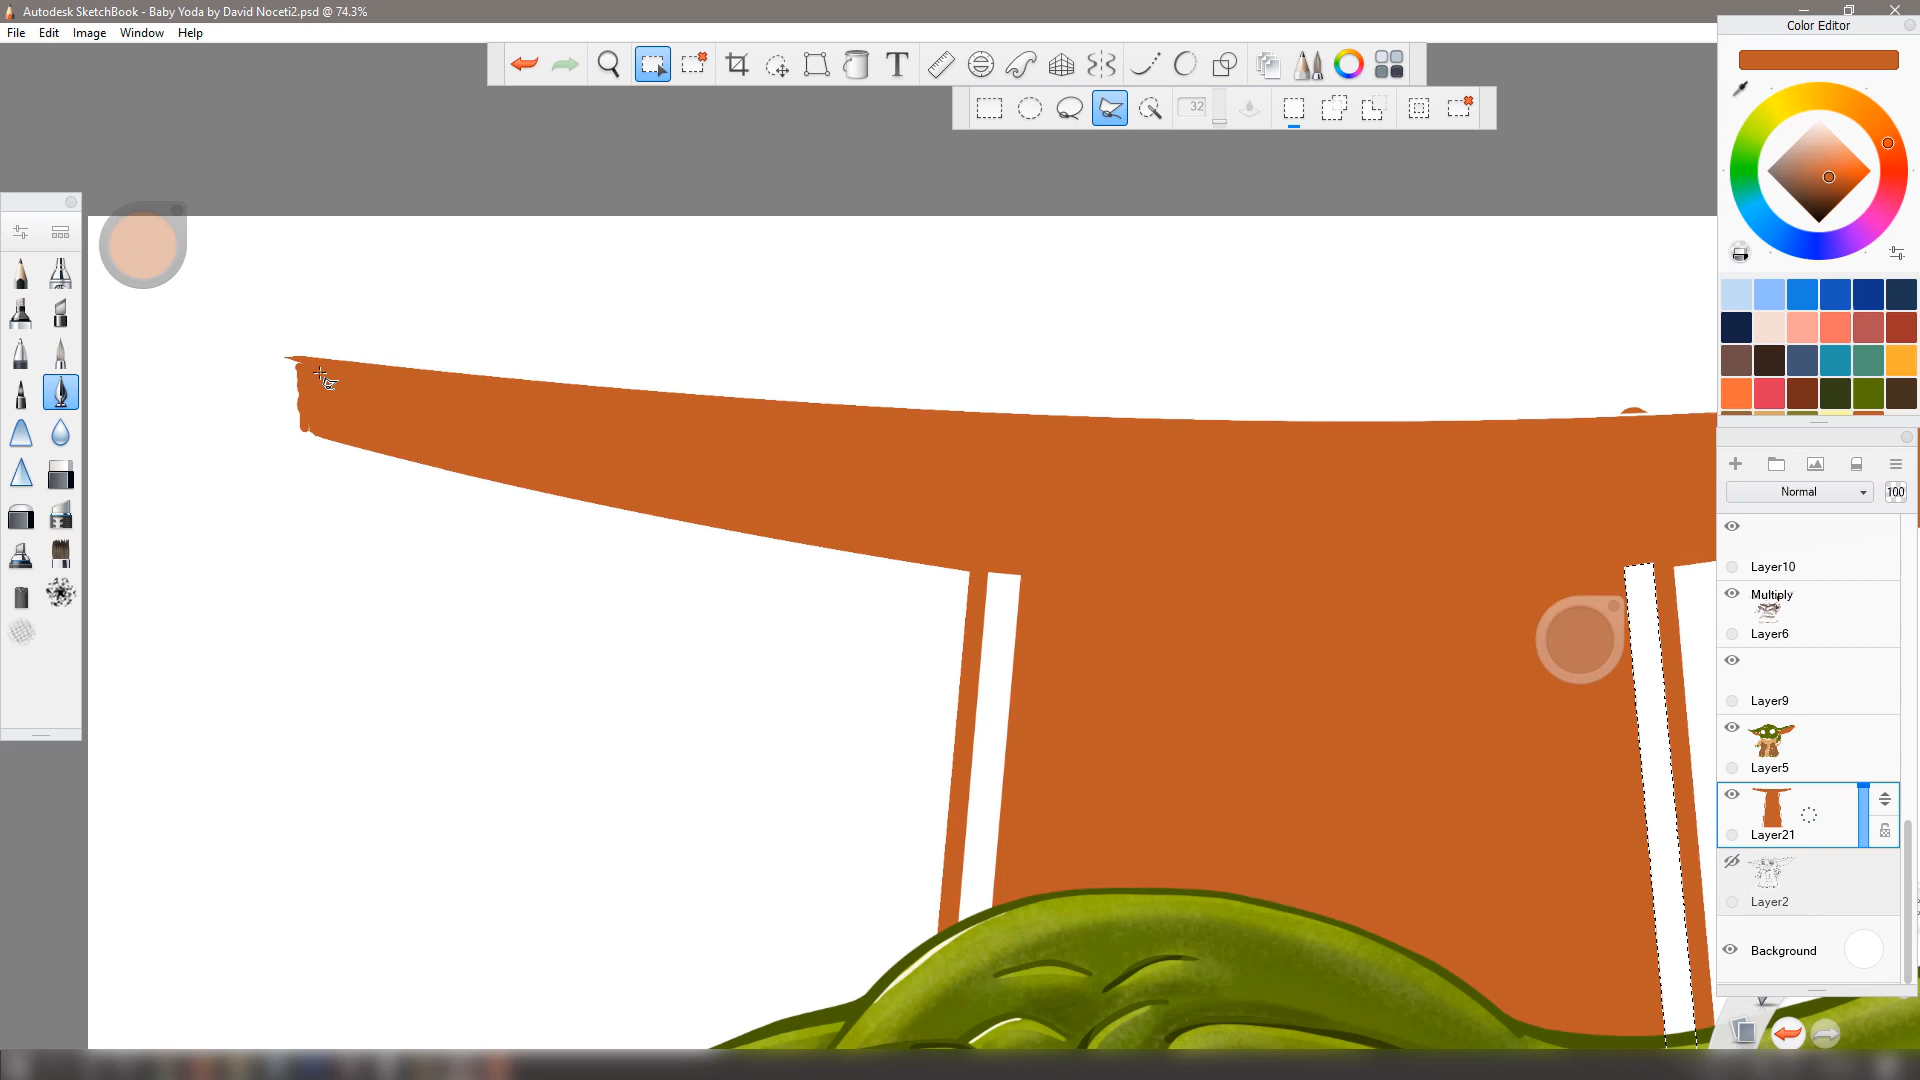 Autodesk SketchBook - Baby Yoda by David Noceti2.psd @ 74.3%
File Edit Image Window Help
Color Editor
T
32
Normal 100
Layer10
Multiply
Layer6
Layer9
Layer5
Layer21
Layer2
Background